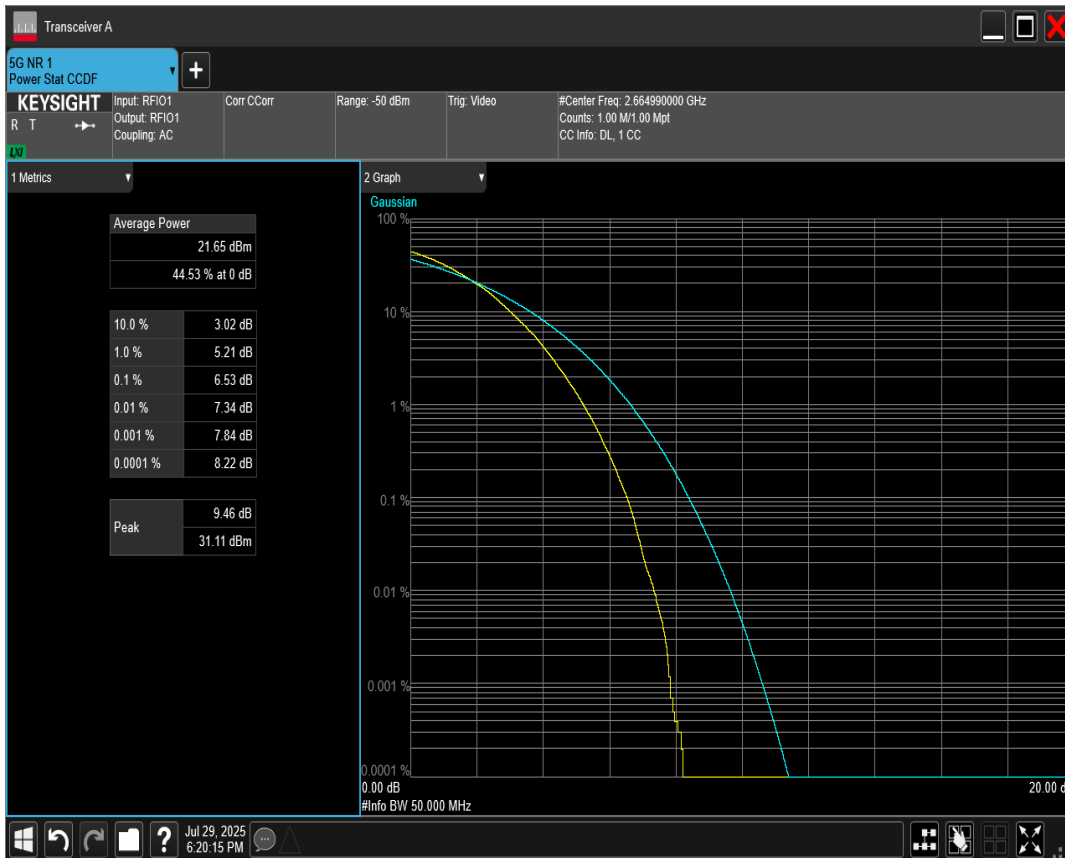 Transceiver A
5G NR 1
Power Stat CCDF
KEYSIGHT
R T
LXI
Input: RFIO1
Output: RFIO1
Coupling: AC
Corr CCorr
Range: -50 dBm
Trig: Video
#Center Freq: 2.664990000 GHz
Counts: 1.00 M/1.00 Mpt
CC Info: DL, 1 CC
1 Metrics
Average Power
21.65 dBm
44.53 % at 0 dB
10.0 % 3.02 dB
1.0 % 5.21 dB
0.1 % 6.53 dB
0.01 % 7.34 dB
0.001 % 7.84 dB
0.0001 % 8.22 dB
Peak
9.46 dB
31.11 dBm
2 Graph
Gaussian
100 %
10 %
1 %
0.1 %
0.01 %
0.001 %
0.0001 %
0.00 dB
20.00 d
#Info BW 50.000 MHz
Jul 29, 2025
6:20:15 PM